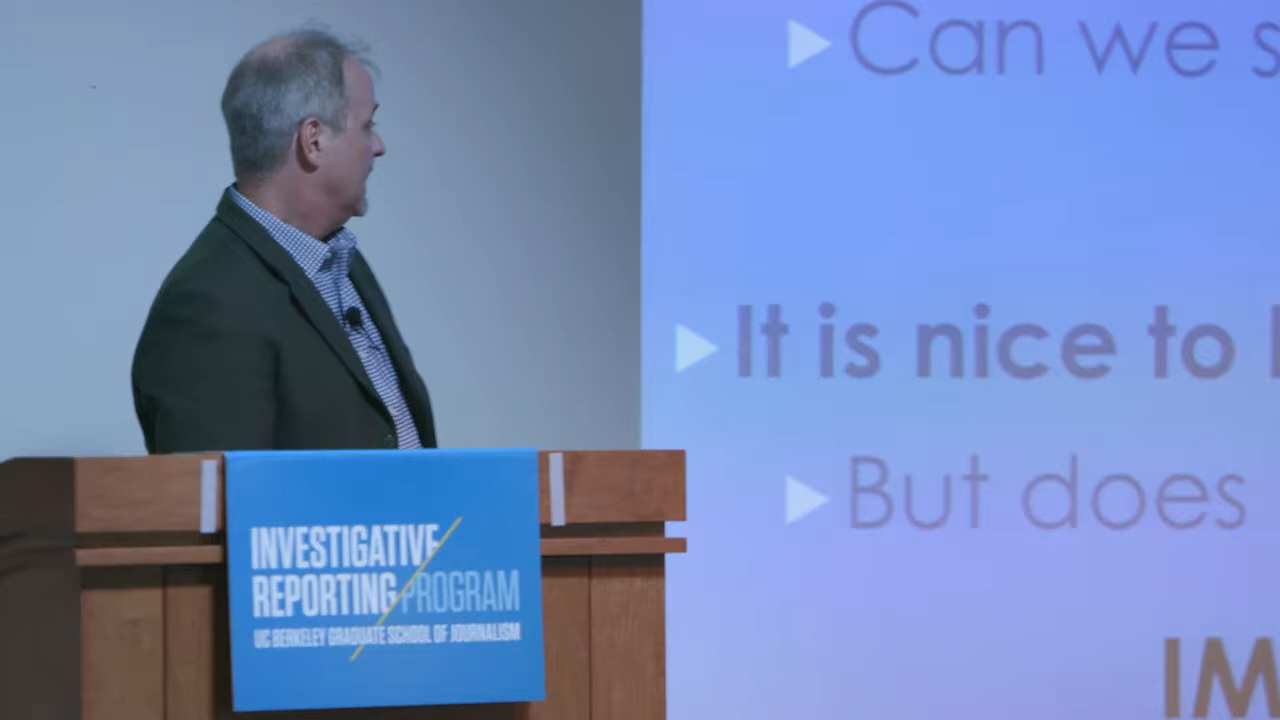 Can we s
It is nice to
But does
IM
INVESTIGATIVE
REPORTING PROGRAM
UC BERKELEY GRADUATE SCHOOL OF JOURNALISM